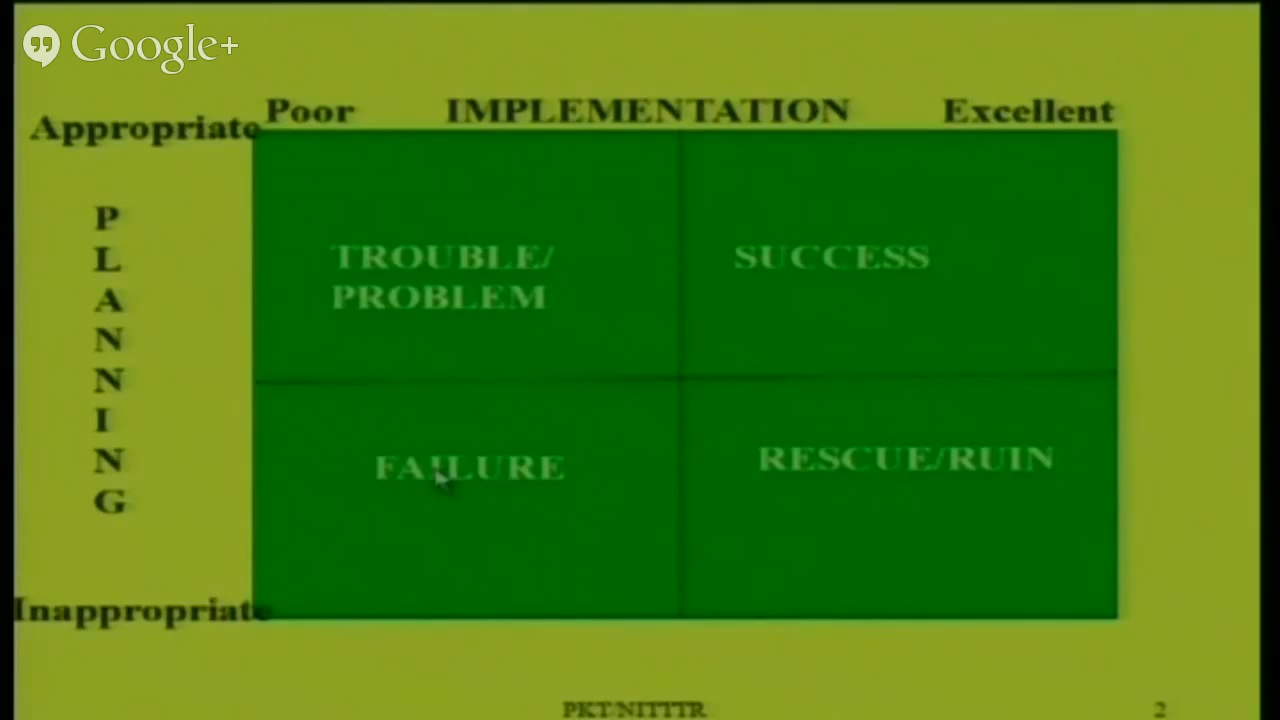 Google+
Poor IMPLEMENTATION Excellent
Appropriate
P
L
A
N
N
I
N
G
TROUBLE/
PROBLEM
SUCCESS
FAILURE
RESCUE/RUIN
Inappropriate
PKT/NITTTR
2